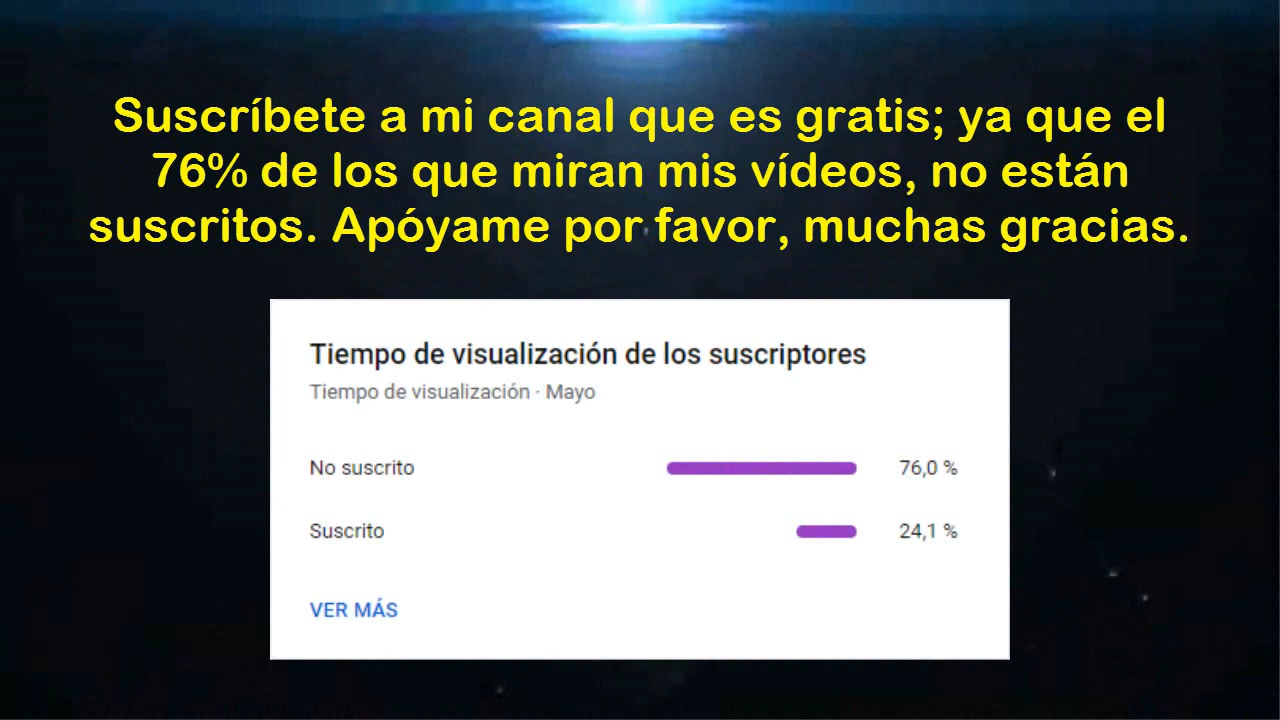 Suscríbete a mi canal que es gratis; ya que el
76% de los que miran mis vídeos, no están
suscritos. Apóyame por favor, muchas gracias.
Tiempo de visualización de los suscriptores
Tiempo de visualización · Mayo
No suscrito 76,0 %
Suscrito 24,1 %
VER MÁS